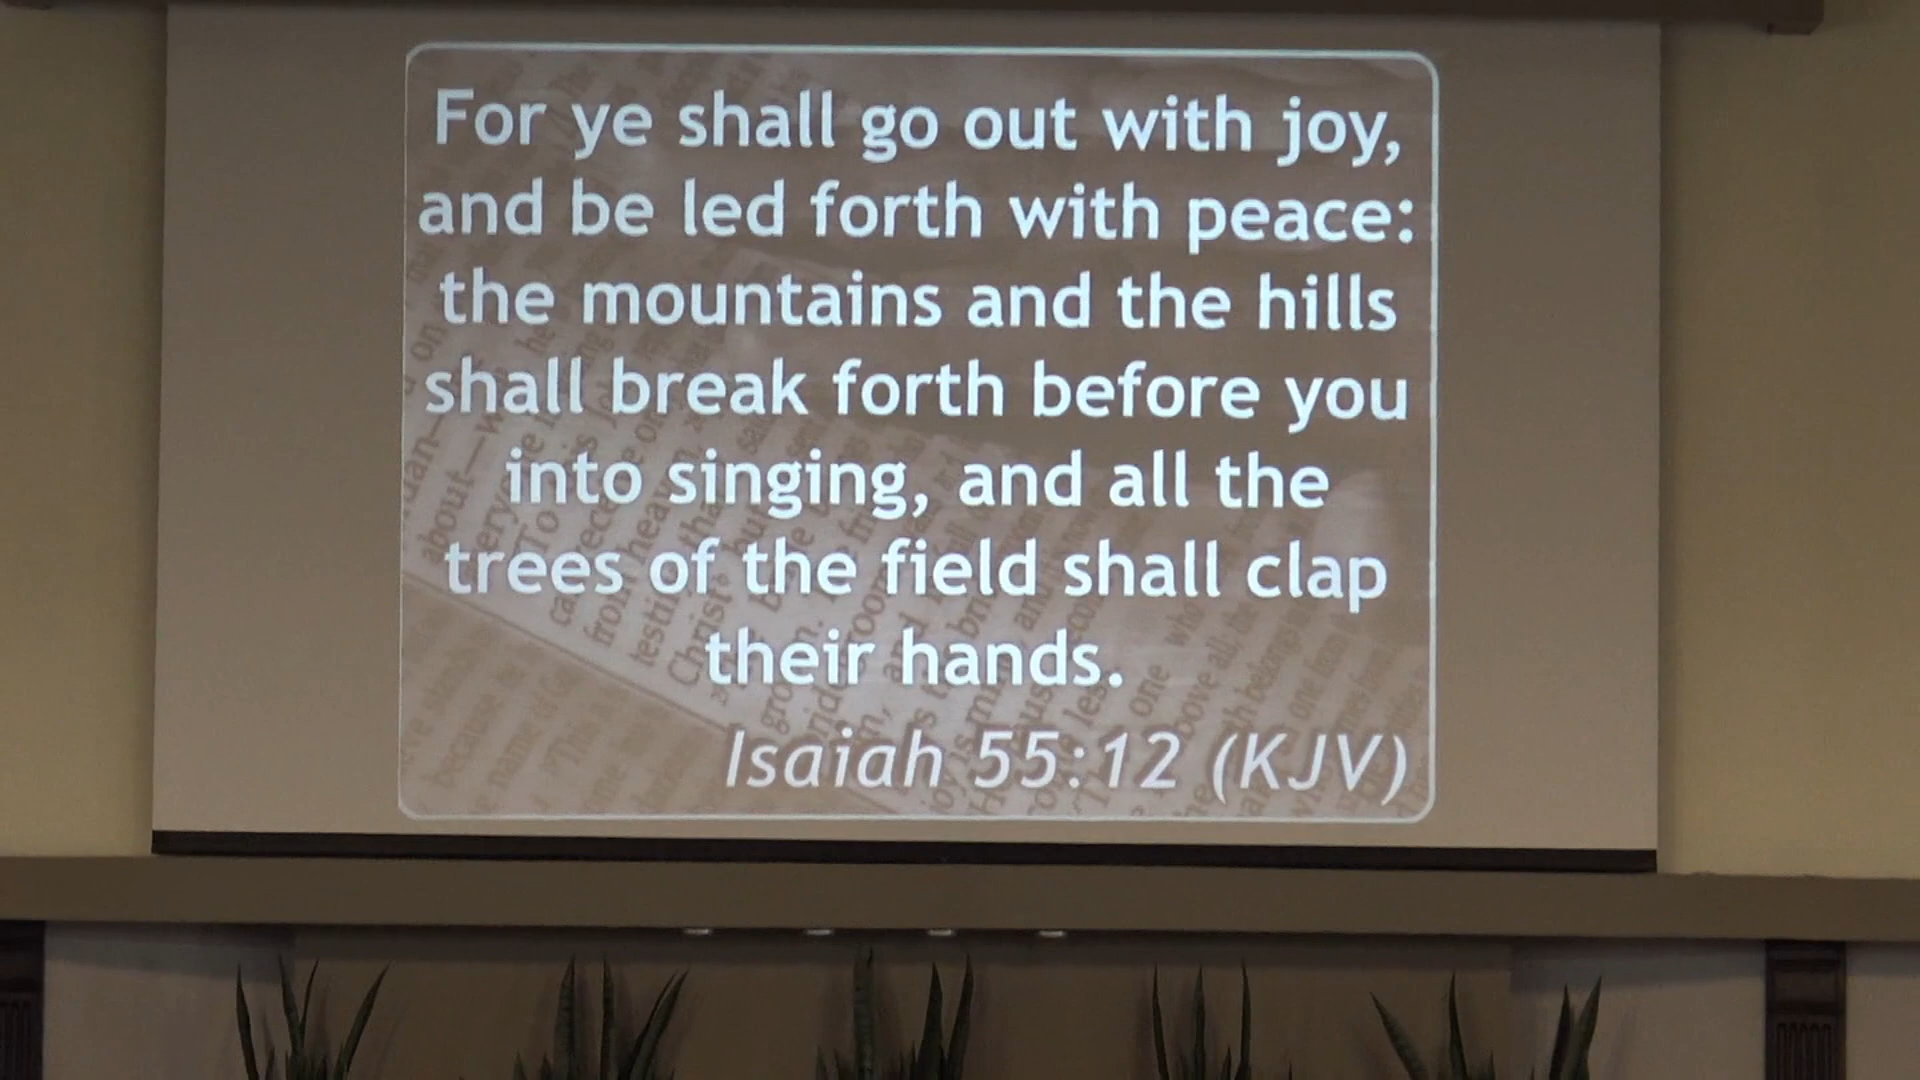 For ye shall go out with joy,
and be led forth with peace:
the mountains and the hills
shall break forth before you
into singing, and all the
trees of the field shall clap
their hands.
Isaiah 55:12 (KJV)